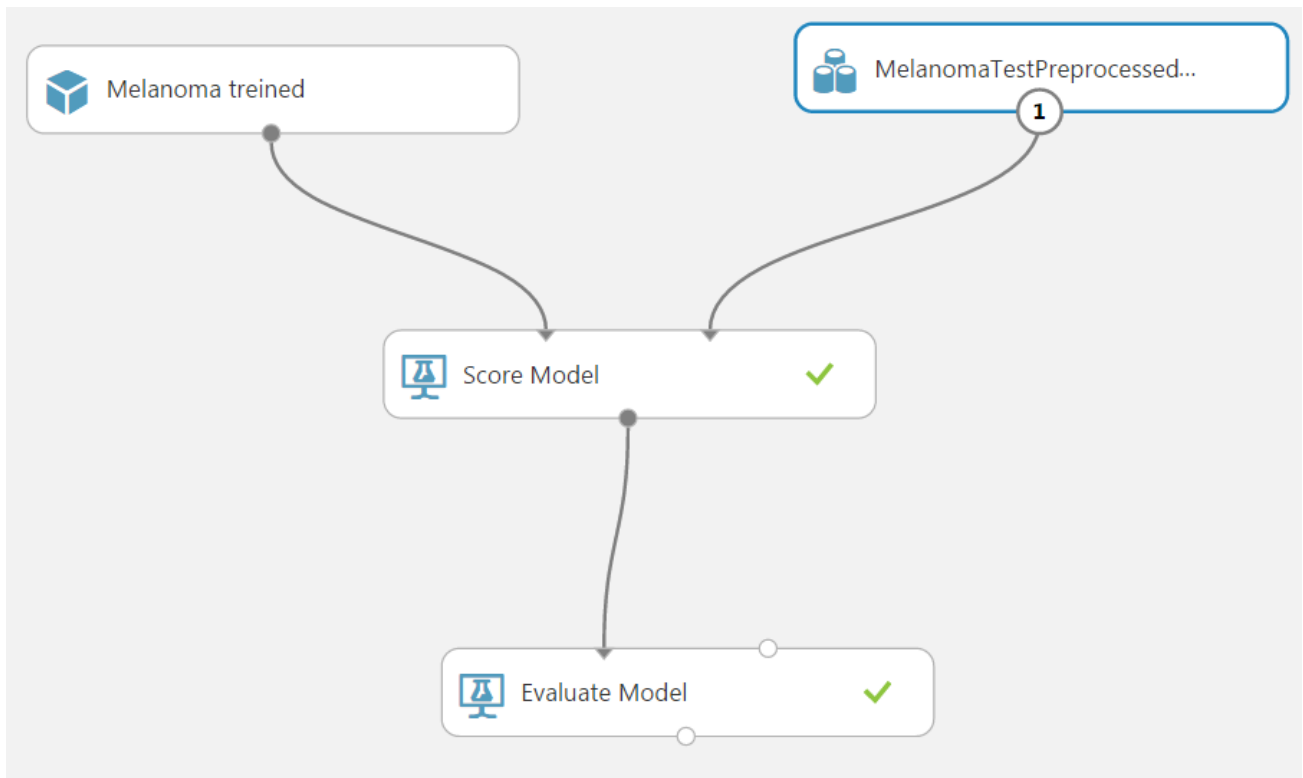 Melanoma treined
MelanomaTestPreprocessed...
1
Score Model
Evaluate Model